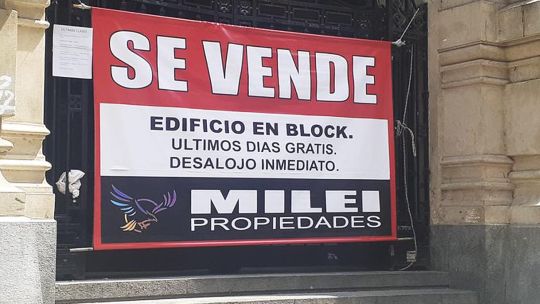 SE VENDE
EDIFICIO EN BLOCK.
ULTIMOS DIAS GRATIS.
DESALOJO INMEDIATO.
MILEI
PROPIEDADES